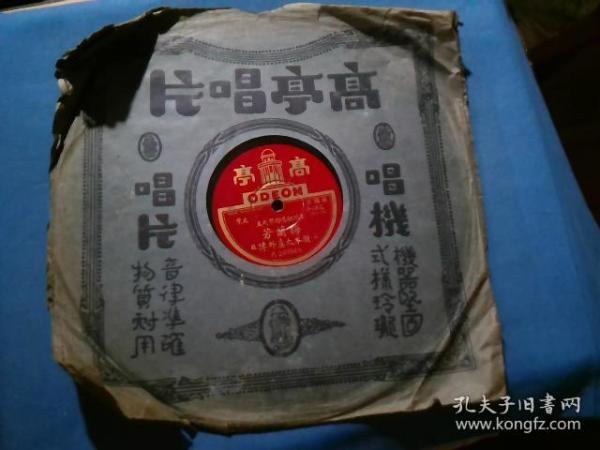 高亭唱片
唱機
機器堅固
式樣玲瓏
唱片
音律準確
物質耐用
高亭
ODEON
孔夫子旧书网
www.kongfz.com